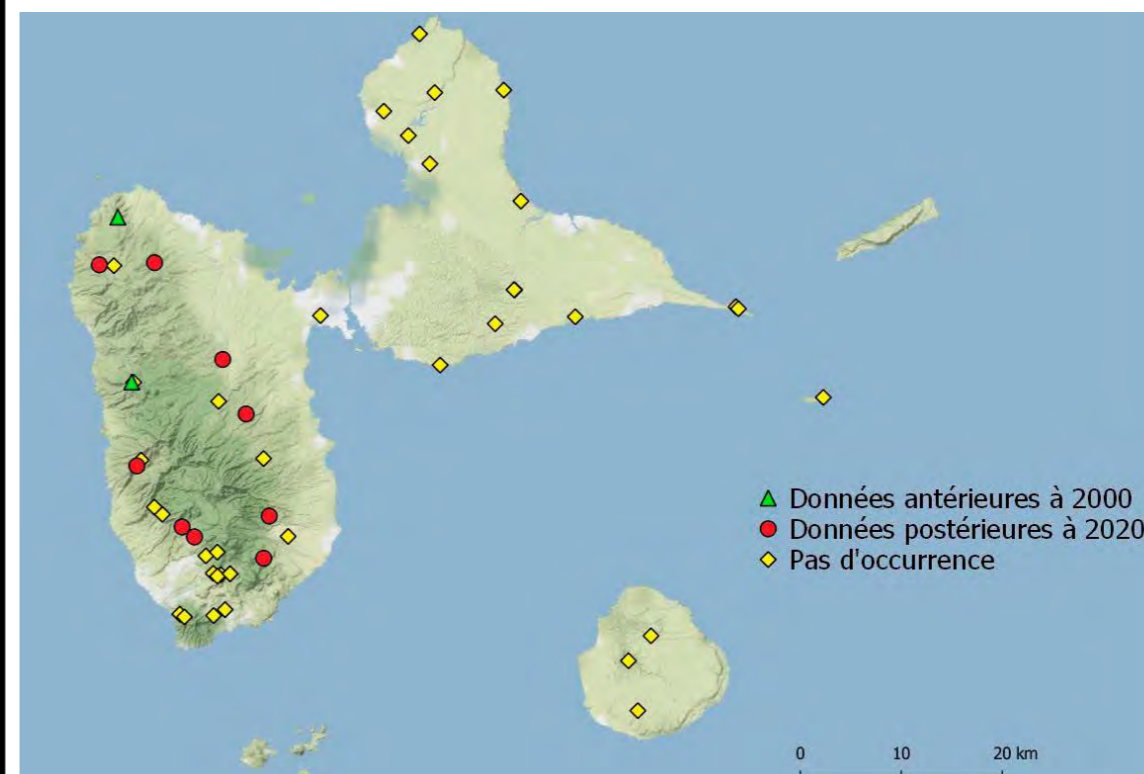 Données antérieures à 2000
Données postérieures à 2020
Pas d'occurrence
0 10 20 km